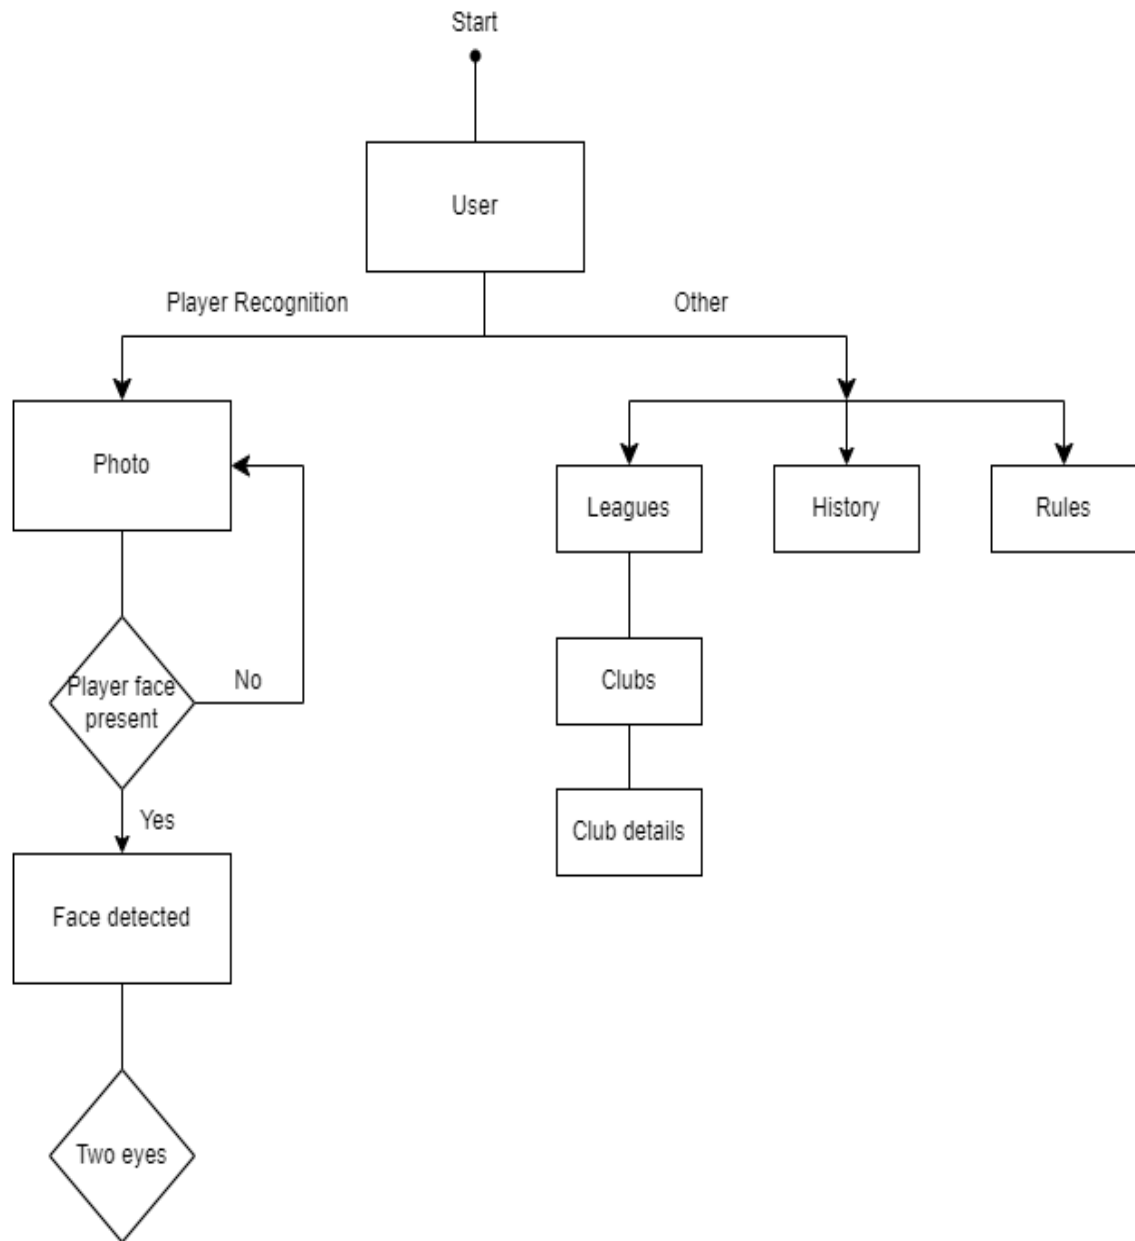 Start
User
Player Recognition
Other
Photo
Leagues
History
Rules
Player face
present
No
Clubs
Yes
Club details
Face detected
Two eyes